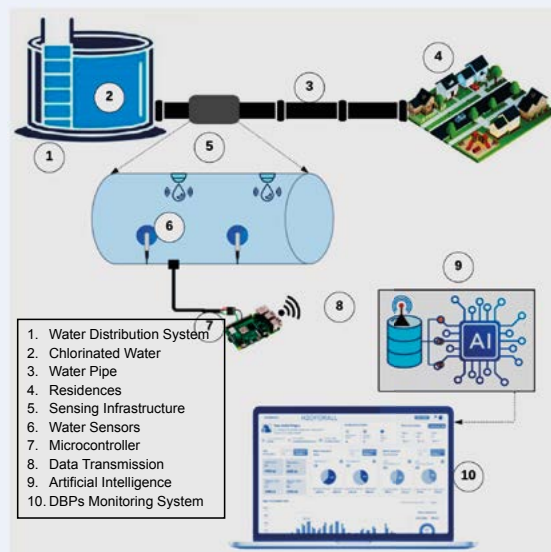 2
3
4
1
5
6
9
AI
7
8
1. Water Distribution System
2. Chlorinated Water
3. Water Pipe
4. Residences
5. Sensing Infrastructure
6. Water Sensors
7. Microcontroller
8. Data Transmission
9. Artificial Intelligence
10. DBPs Monitoring System
H2OFORALL
10